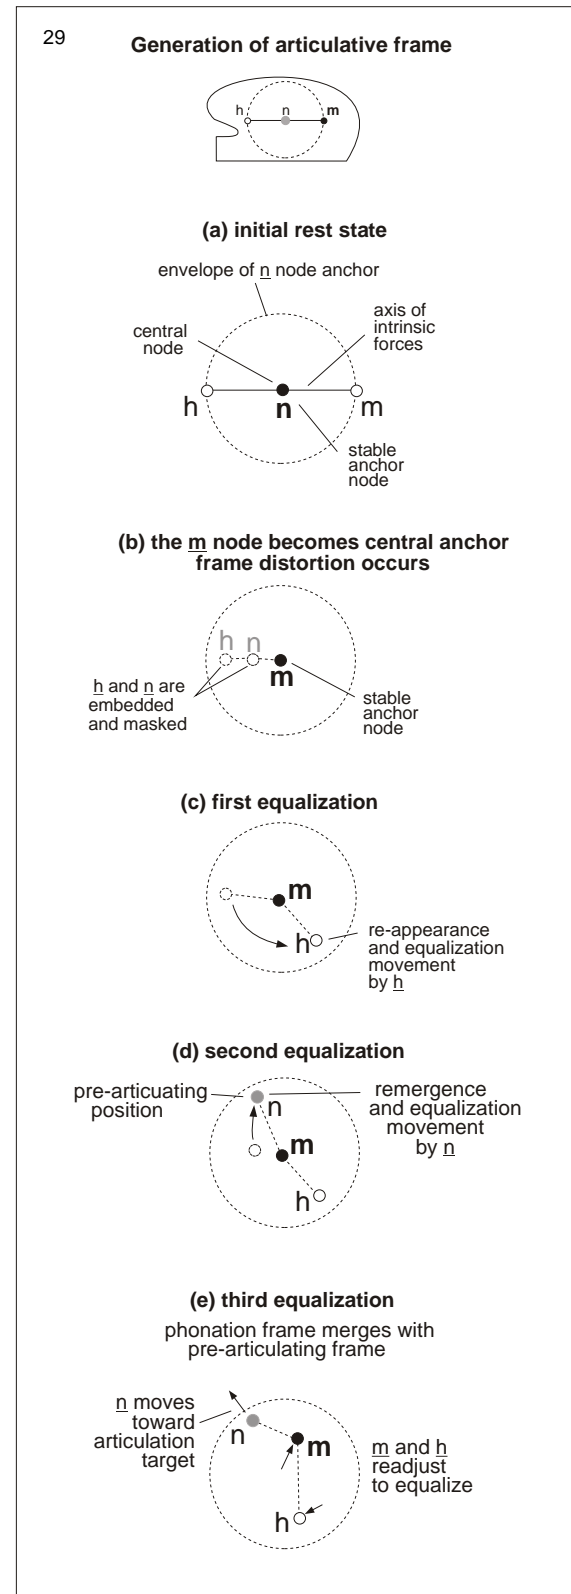 29
Generation of articulative frame
h
n
m
(a) initial rest state
envelope of n node anchor
central
node
axis of
intrinsic
forces
h
n
m
stable
anchor
node
(b) the m node becomes central anchor
frame distortion occurs
h n
m
h and n are
embedded
and masked
stable
anchor
node
(c) first equalization
m
h
re-appearance
and equalization
movement
by h
(d) second equalization
pre-articuating
position
n
remergence
and equalization
movement
by n
m
h
(e) third equalization
phonation frame merges with
pre-articulating frame
n moves
toward
articulation
target
n
m
m and h
readjust
to equalize
h